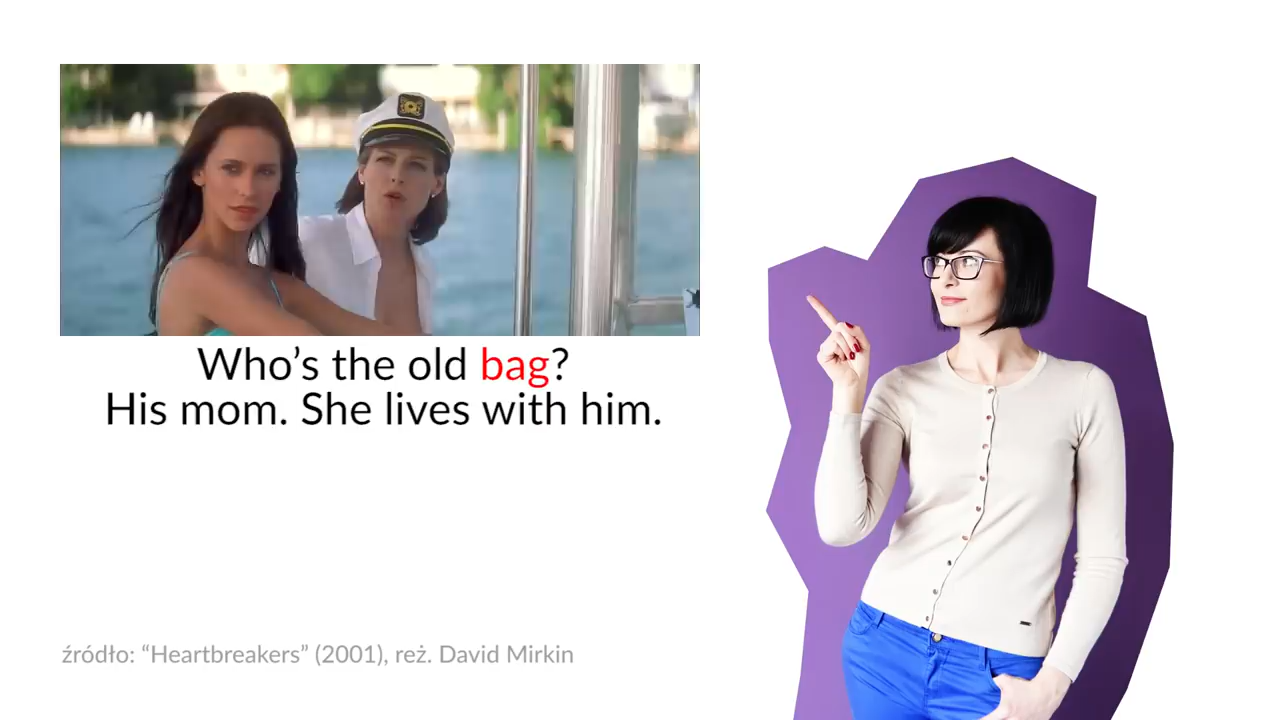 Who’s the old bag?
His mom. She lives with him.
źródło: “Heartbreakers” (2001), reż. David Mirkin